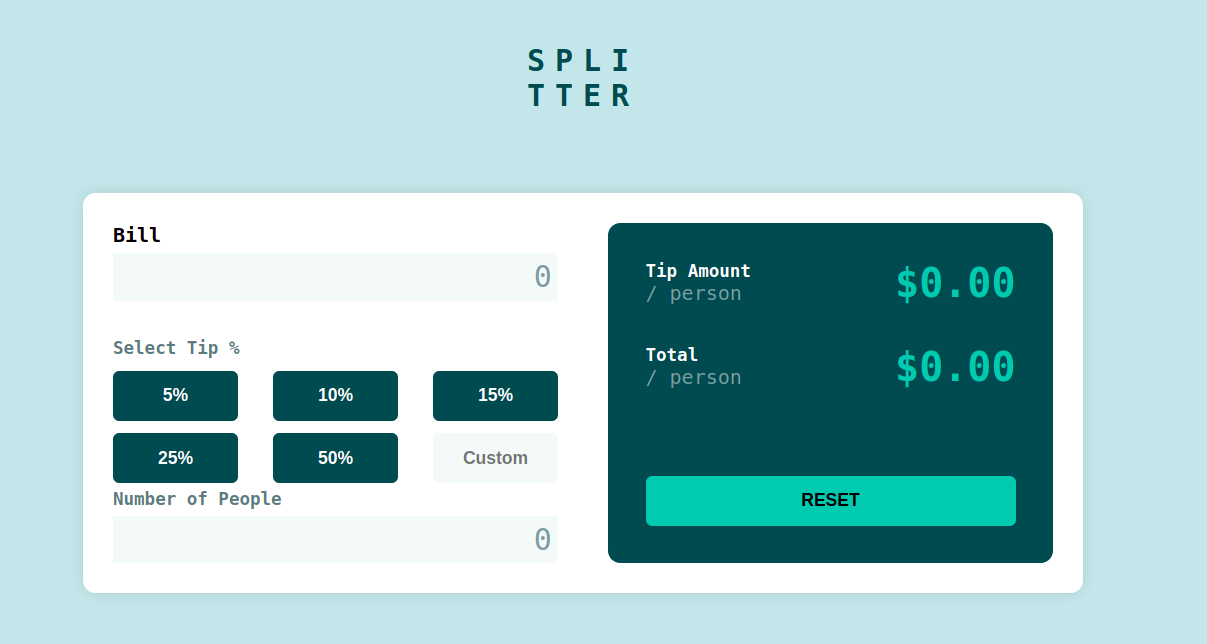 SPLI
TTER
Bill
0
Select Tip %
5%
10%
15%
25%
50%
Custom
Number of People
0
Tip Amount
/ person
$0.00
Total
/ person
$0.00
RESET